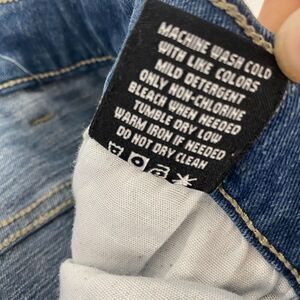 MACHINE WASH COLD
WITH LIKE COLORS
MILD DETERGENT
ONLY NON-CHLORINE
BLEACH WHEN NEEDED
TUMBLE DRY LOW
WARM IRON IF NEEDED
DO NOT DRY CLEAN